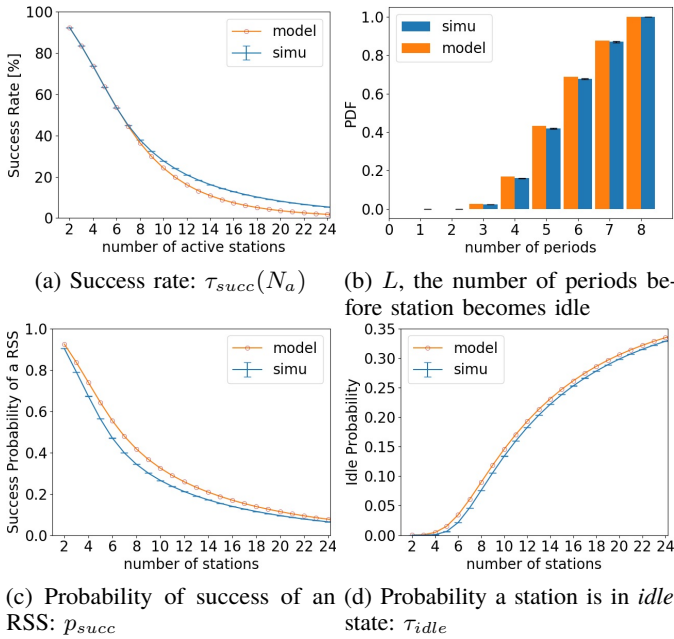 100
80
60
40
20
0
Success Rate [%]
model
simu
2 4 6 8 10 12 14 16 18 20 22 24
number of active stations
(a) Success rate: τsucc(Na)
1.0
0.8
0.6
0.4
0.2
0.0
PDF
simu
model
0 1 2 3 4 5 6 7 8
number of periods
(b) L, the number of periods be-
fore station becomes idle
1.0
0.8
0.6
0.4
0.2
0.0
Success Probability of a RSS
model
simu
2 4 6 8 10 12 14 16 18 20 22 24
number of stations
(c) Probability of success of an
RSS: psucc
0.35
0.30
0.25
0.20
0.15
0.10
0.05
0.00
Idle Probability
model
simu
2 4 6 8 10 12 14 16 18 20 22 24
number of stations
(d) Probability a station is in idle
state: τidle